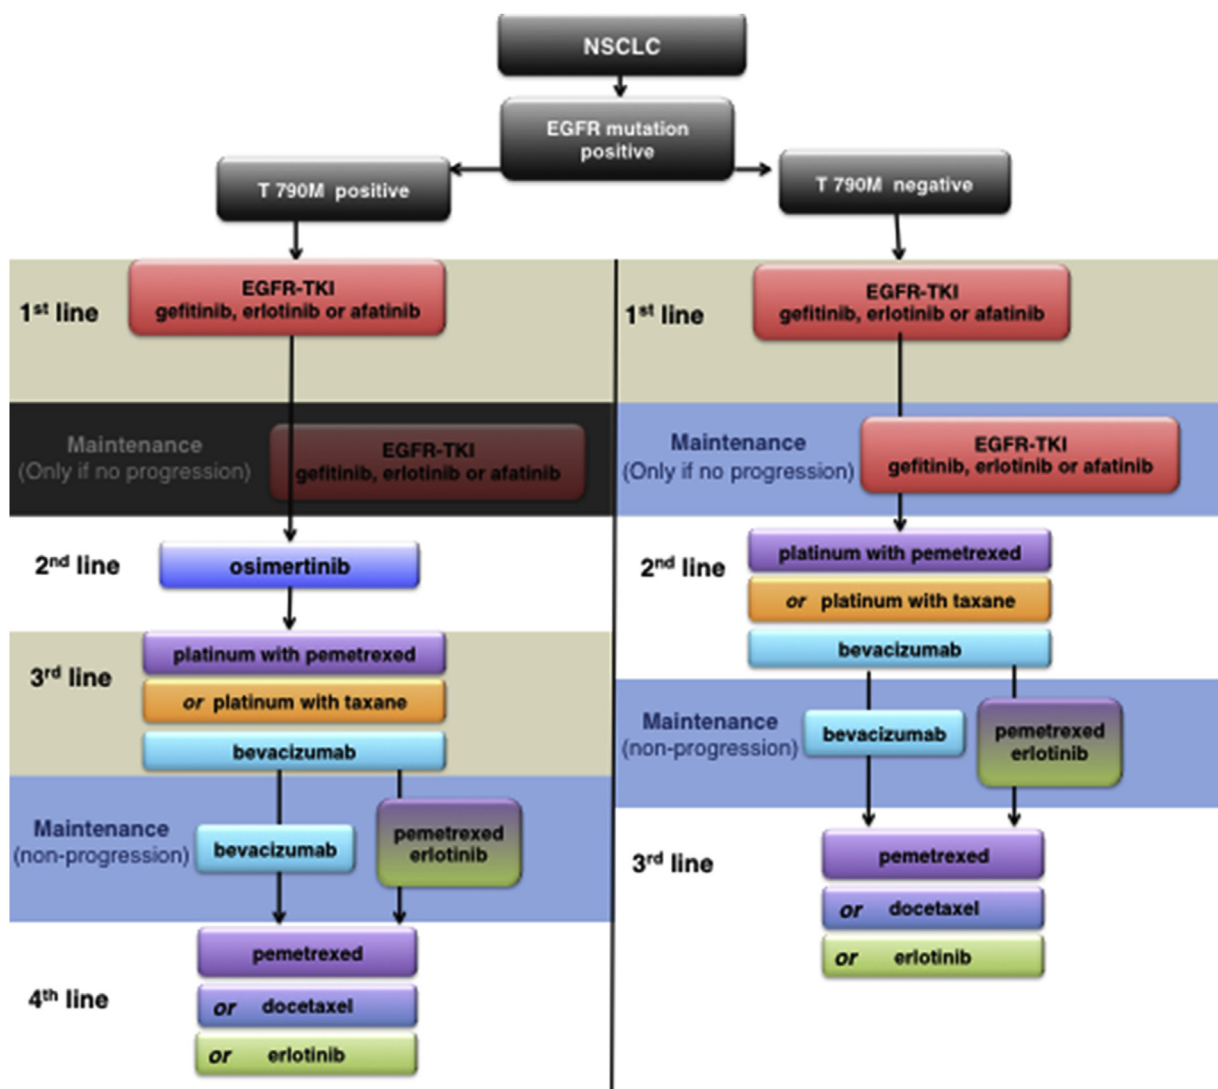 NSCLC
EGFR mutation
positive
T 790M positive
T 790M negative
1st line
EGFR-TKI
gefitinib, erlotinib or afatinib
Maintenance
(Only if no progression)
EGFR-TKI
gefitinib, erlotinib or afatinib
2nd line
osimertinib
3rd line
platinum with pemetrexed
or platinum with taxane
bevacizumab
Maintenance
(non-progression)
bevacizumab
pemetrexed
erlotinib
4th line
pemetrexed
or docetaxel
or erlotinib
1st line
EGFR-TKI
gefitinib, erlotinib or afatinib
Maintenance
(Only if no progression)
EGFR-TKI
gefitinib, erlotinib or afatinib
2nd line
platinum with pemetrexed
or platinum with taxane
bevacizumab
Maintenance
(non-progression)
bevacizumab
pemetrexed
erlotinib
3rd line
pemetrexed
or docetaxel
or erlotinib